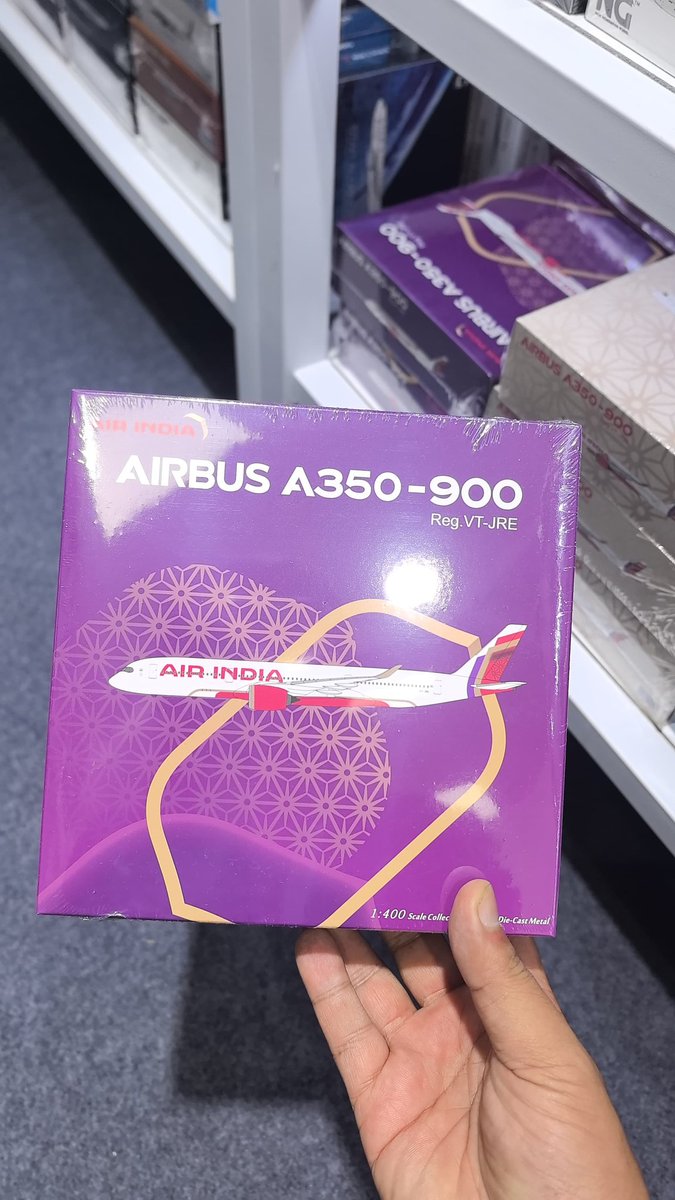 NG
AIRBUS A350-900
AIRBUS A350-900
AIR INDIA
AIRBUS A350-900
Reg.VT-JRE
AIR INDIA
1:400 Scale Die-Cast Metal